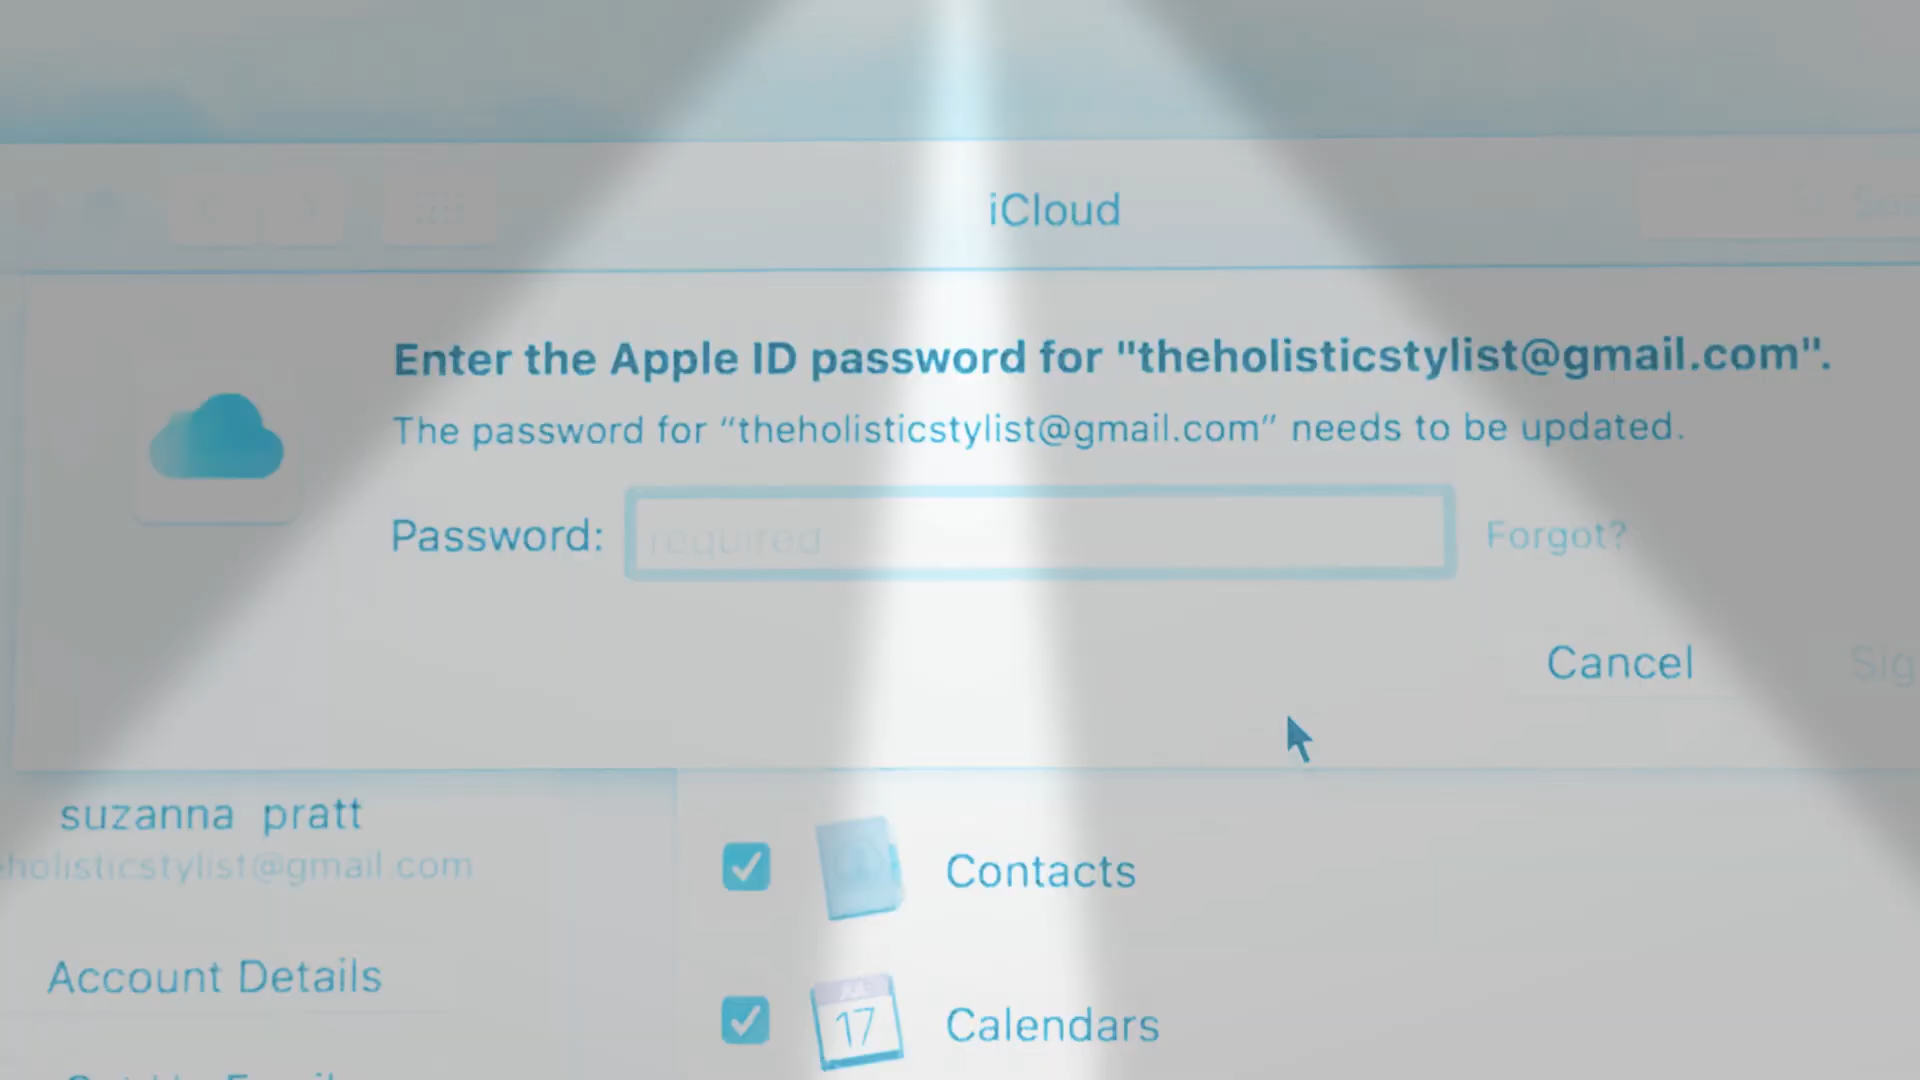 iCloud
Enter the Apple ID password for "theholisticstylist@gmail.com".
The password for “theholisticstylist@gmail.com” needs to be updated.
Password: required Forgot?
Cancel
suzanna pratt
holisticstylist@gmail.com
Contacts
Account Details
17
Calendars